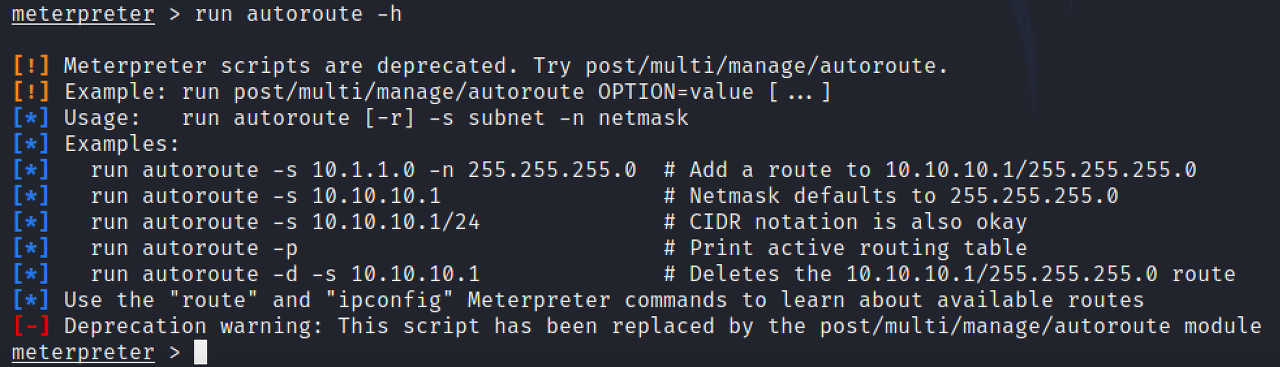 meterpreter > run autoroute -h
[!] Meterpreter scripts are deprecated. Try post/multi/manage/autoroute.
[!] Example: run post/multi/manage/autoroute OPTION=value [...]
[*] Usage:   run autoroute [-r] -s subnet -n netmask
[*] Examples:
[*]   run autoroute -s 10.1.1.0 -n 255.255.255.0  # Add a route to 10.10.10.1/255.255.255.0
[*]   run autoroute -s 10.10.10.1                 # Netmask defaults to 255.255.255.0
[*]   run autoroute -s 10.10.10.1/24              # CIDR notation is also okay
[*]   run autoroute -p                            # Print active routing table
[*]   run autoroute -d -s 10.10.10.1              # Deletes the 10.10.10.1/255.255.255.0 route
[*] Use the "route" and "ipconfig" Meterpreter commands to learn about available routes
[-] Deprecation warning: This script has been replaced by the post/multi/manage/autoroute module
meterpreter >